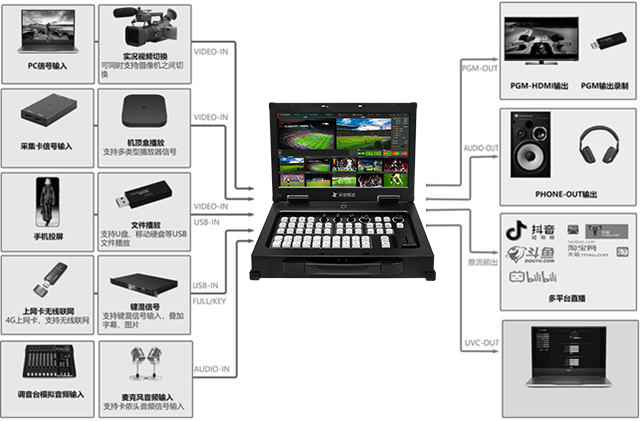 PC信号输入
实况视频切换
可同时支持摄像机之间切
换
VIDEO-IN
采集卡信号输入
机顶盒播放
支持多类型播放器信号
VIDEO-IN
手机投屏
文件播放
支持U盘、移动硬盘等USB
文件播放
VIDEO-IN
USB-IN
上网卡无线联网
4G上网卡，支持无线联网
键混信号
支持键混信号输入，叠加
字幕、图片
USB-IN
FULL/KEY
调音台模拟音频输入
麦克风音频输入
支持卡侬头音频信号输入
AUDIO-IN
天创恒达
PGM-OUT
PGM-HDMI输出
PGM输出录制
AUDIO-OUT
PHONE-OUT输出
推流输出
抖音
短视频
斗鱼
DOUYU.COM
Taobao.com
淘宝网
天猫 TMALL.COM
bilibili
多平台直播
UVC-OUT